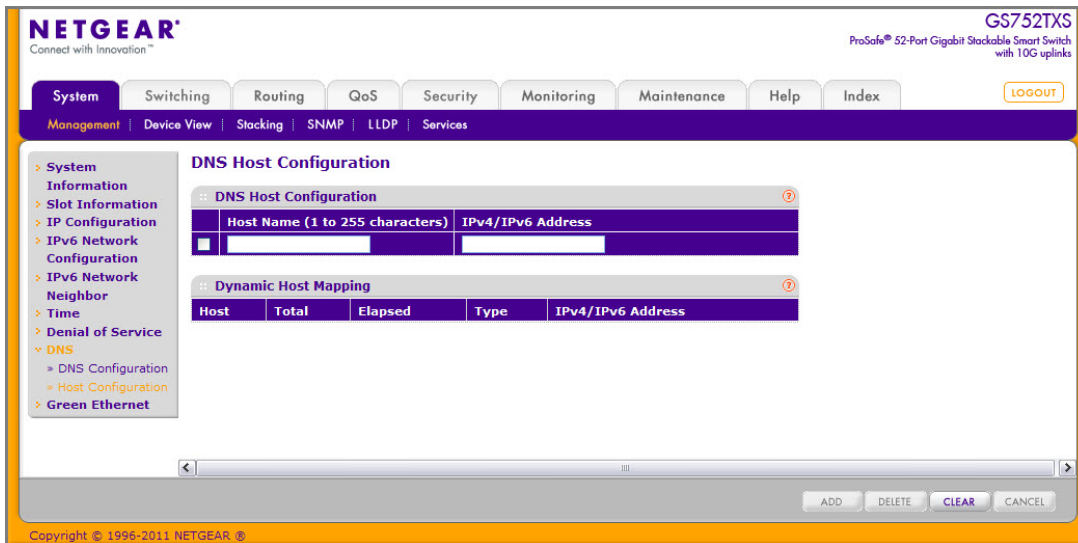 NETGEAR®
Connect with Innovation™
GS752TXS
ProSafe® 52-Port Gigabit Stackable Smart Switch
with 10G uplinks
System Switching Routing QoS Security Monitoring Maintenance Help Index LOGOUT
Management | Device View | Stacking | SNMP | LLDP | Services
System
Information
Slot Information
IP Configuration
IPv6 Network
Configuration
IPv6 Network
Neighbor
Time
Denial of Service
DNS
» DNS Configuration
» Host Configuration
Green Ethernet
DNS Host Configuration
DNS Host Configuration
Host Name (1 to 255 characters) IPv4/IPv6 Address
Dynamic Host Mapping
Host Total Elapsed Type IPv4/IPv6 Address
ADD DELETE CLEAR CANCEL
Copyright © 1996-2011 NETGEAR ®